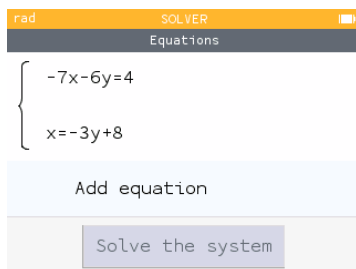 rad SOLVER
Equations
-7x-6y=4
x=-3y+8
Add equation
Solve the system